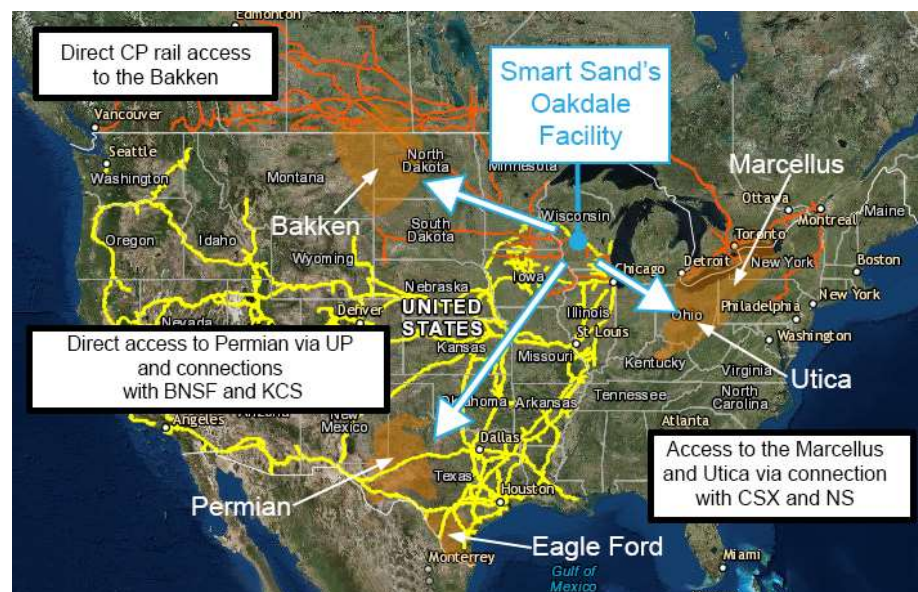 Edmonton
Direct CP rail access
to the Bakken
Vancouver
Seattle
Washington
Montana
North
Dakota
Minnesota
Smart Sand's
Oakdale
Facility
Marcellus
Ottawa
Montreal
Maine
Toronto
Bakken
South
Dakota
Wisconsin
Oregon
Idaho
Wyoming
Iowa
Chicago
Detroit
New York
Boston
Nebraska
UNITED
STATES
Illinois
Ohio
Philadelphia
New York
Nevada
Denver
Kansas
Missouri
St Louis
Washington
Direct access to Permian via UP
and connections
with BNSF and KCS
Kentucky
Virginia
Utica
Oklahoma
Arkansas
Tennessee
North
Carolina
Angeles
Arizona
New
Mexico
Atlanta
Dallas
Texas
Access to the Marcellus
and Utica via connection
with CSX and NS
Permian
Houston
Eagle Ford
Monterrey
Gulf of
Mexico
Miami